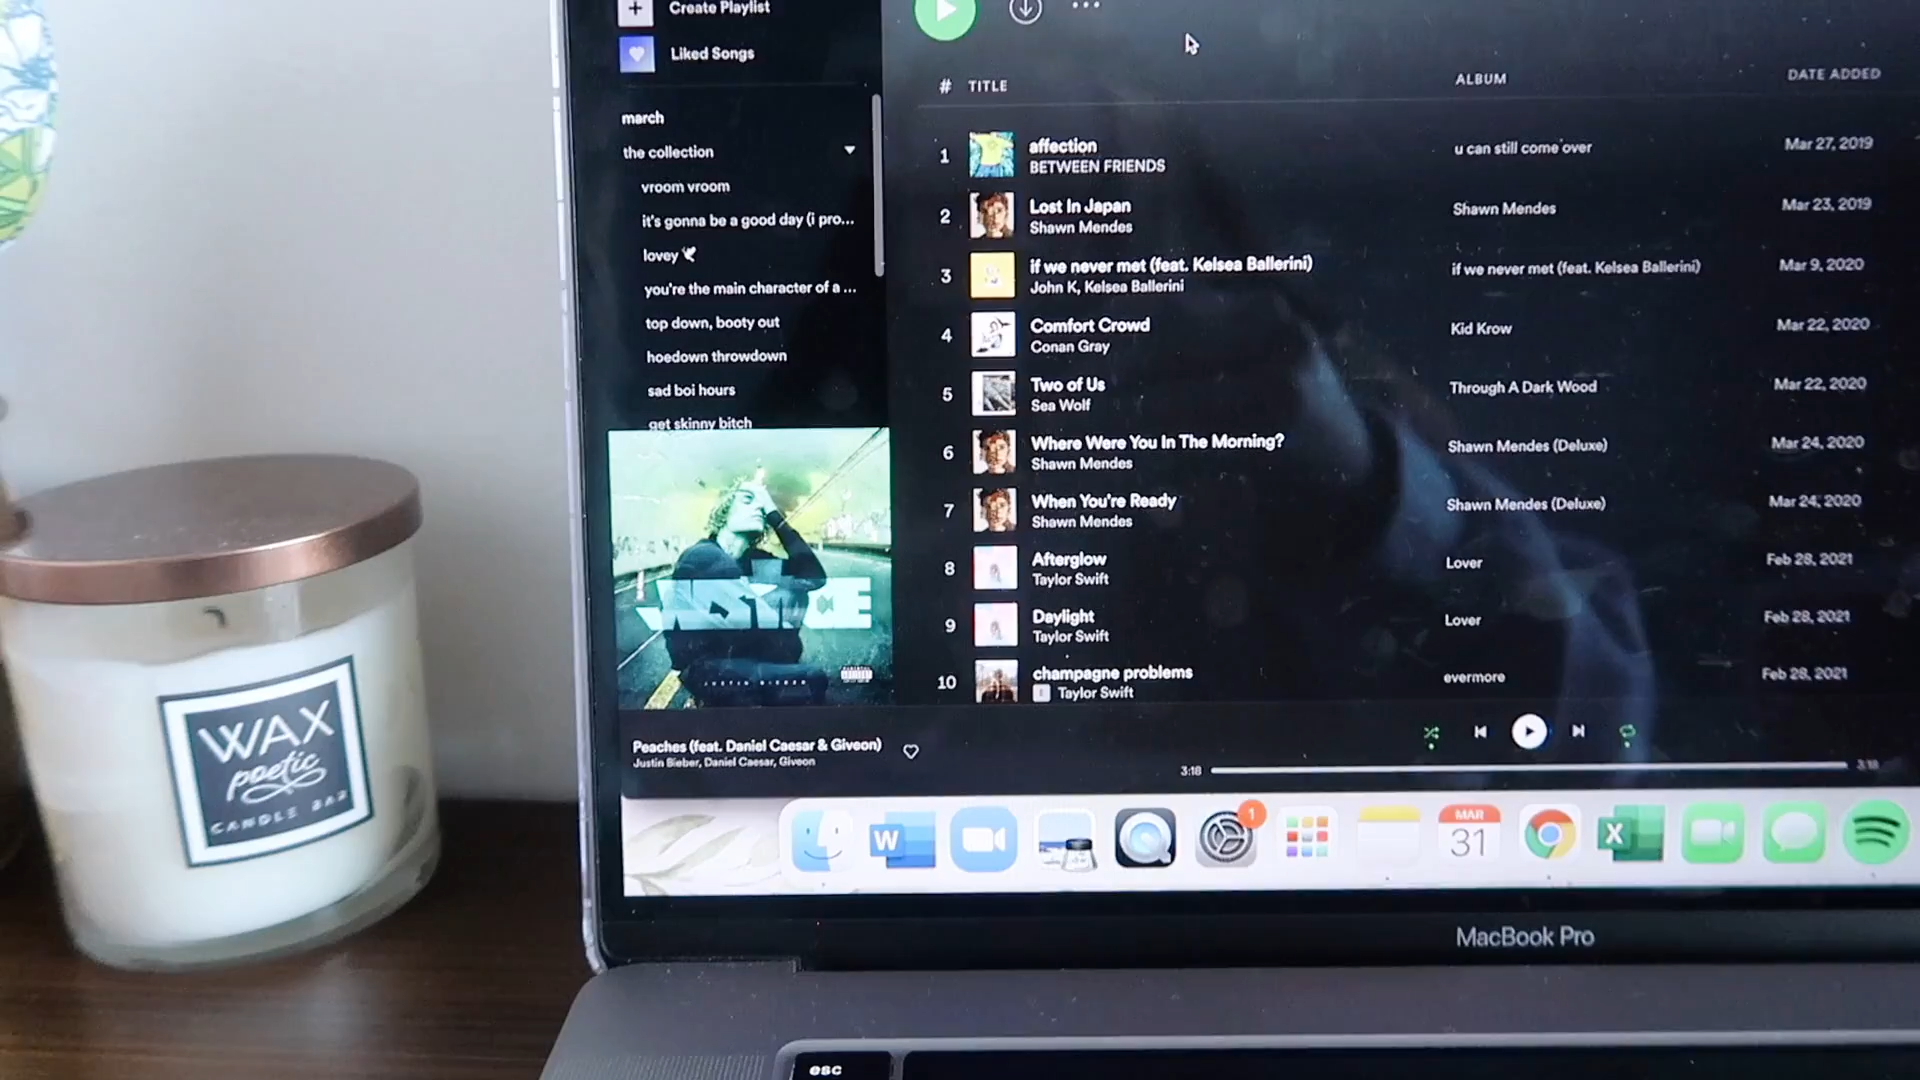 Create Playlist
Liked Songs
march
the collection
vroom vroom
it's gonna be a good day (i pro...
lovey
you're the main character of a ...
top down, booty out
hoedown throwdown
sad boi hours
get skinny bitch
# TITLE ALBUM DATE ADDED
1 affection u can still come over Mar 27, 2019
BETWEEN FRIENDS
2 Lost In Japan Shawn Mendes Mar 23, 2019
Shawn Mendes
3 if we never met (feat. Kelsea Ballerini) if we never met (feat. Kelsea Ballerini) Mar 9, 2020
John K, Kelsea Ballerini
4 Comfort Crowd Kid Krow Mar 22, 2020
Conan Gray
5 Two of Us Through A Dark Wood Mar 22, 2020
Sea Wolf
6 Where Were You In The Morning? Shawn Mendes (Deluxe) Mar 24, 2020
Shawn Mendes
7 When You're Ready Shawn Mendes (Deluxe) Mar 24, 2020
Shawn Mendes
8 Afterglow Lover Feb 28, 2021
Taylor Swift
9 Daylight Lover Feb 28, 2021
Taylor Swift
10 champagne problems evermore Feb 28, 2021
E Taylor Swift
JUSTICE
JUSTIN BIEBER
Peaches (feat. Daniel Caesar & Giveon)
Justin Bieber, Daniel Caesar, Giveon
3:18 3:18
W
1
MAR
31
X
MacBook Pro
esc
WAX
poetic
CANDLE BAR